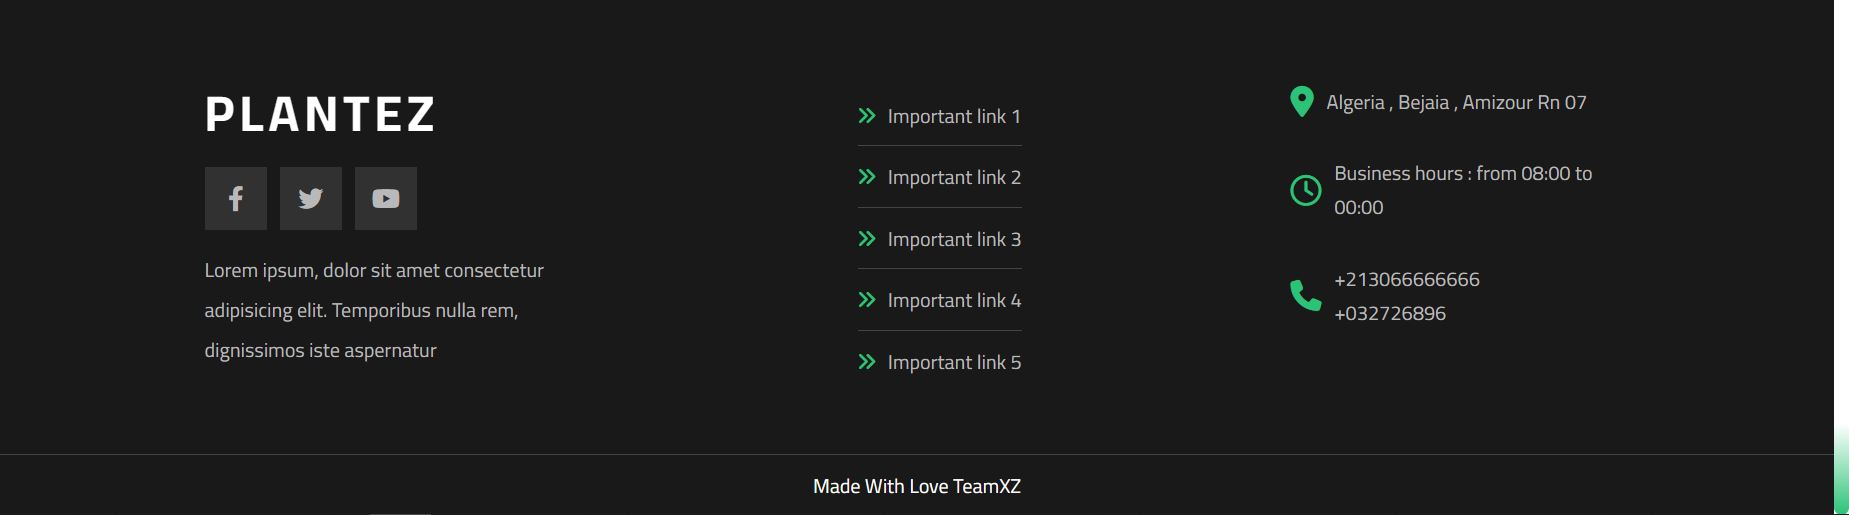 PLANTEZ
Lorem ipsum, dolor sit amet consectetur
adipisicing elit. Temporibus nulla rem,
dignissimos iste aspernatur
Important link 1
Important link 2
Important link 3
Important link 4
Important link 5
Algeria , Bejaia , Amizour Rn 07
Business hours : from 08:00 to
00:00
+213066666666
+032726896
Made With Love TeamXZ